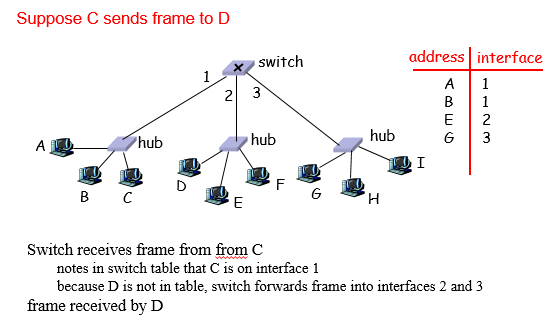 Suppose C sends frame to D
switch
address interface
A 1
B 1
E 2
G 3
1
2 3
hub
hub
hub
A
B
C
D
E
F
G
H
I
Switch receives frame from from C
notes in switch table that C is on interface 1
because D is not in table, switch forwards frame into interfaces 2 and 3
frame received by D